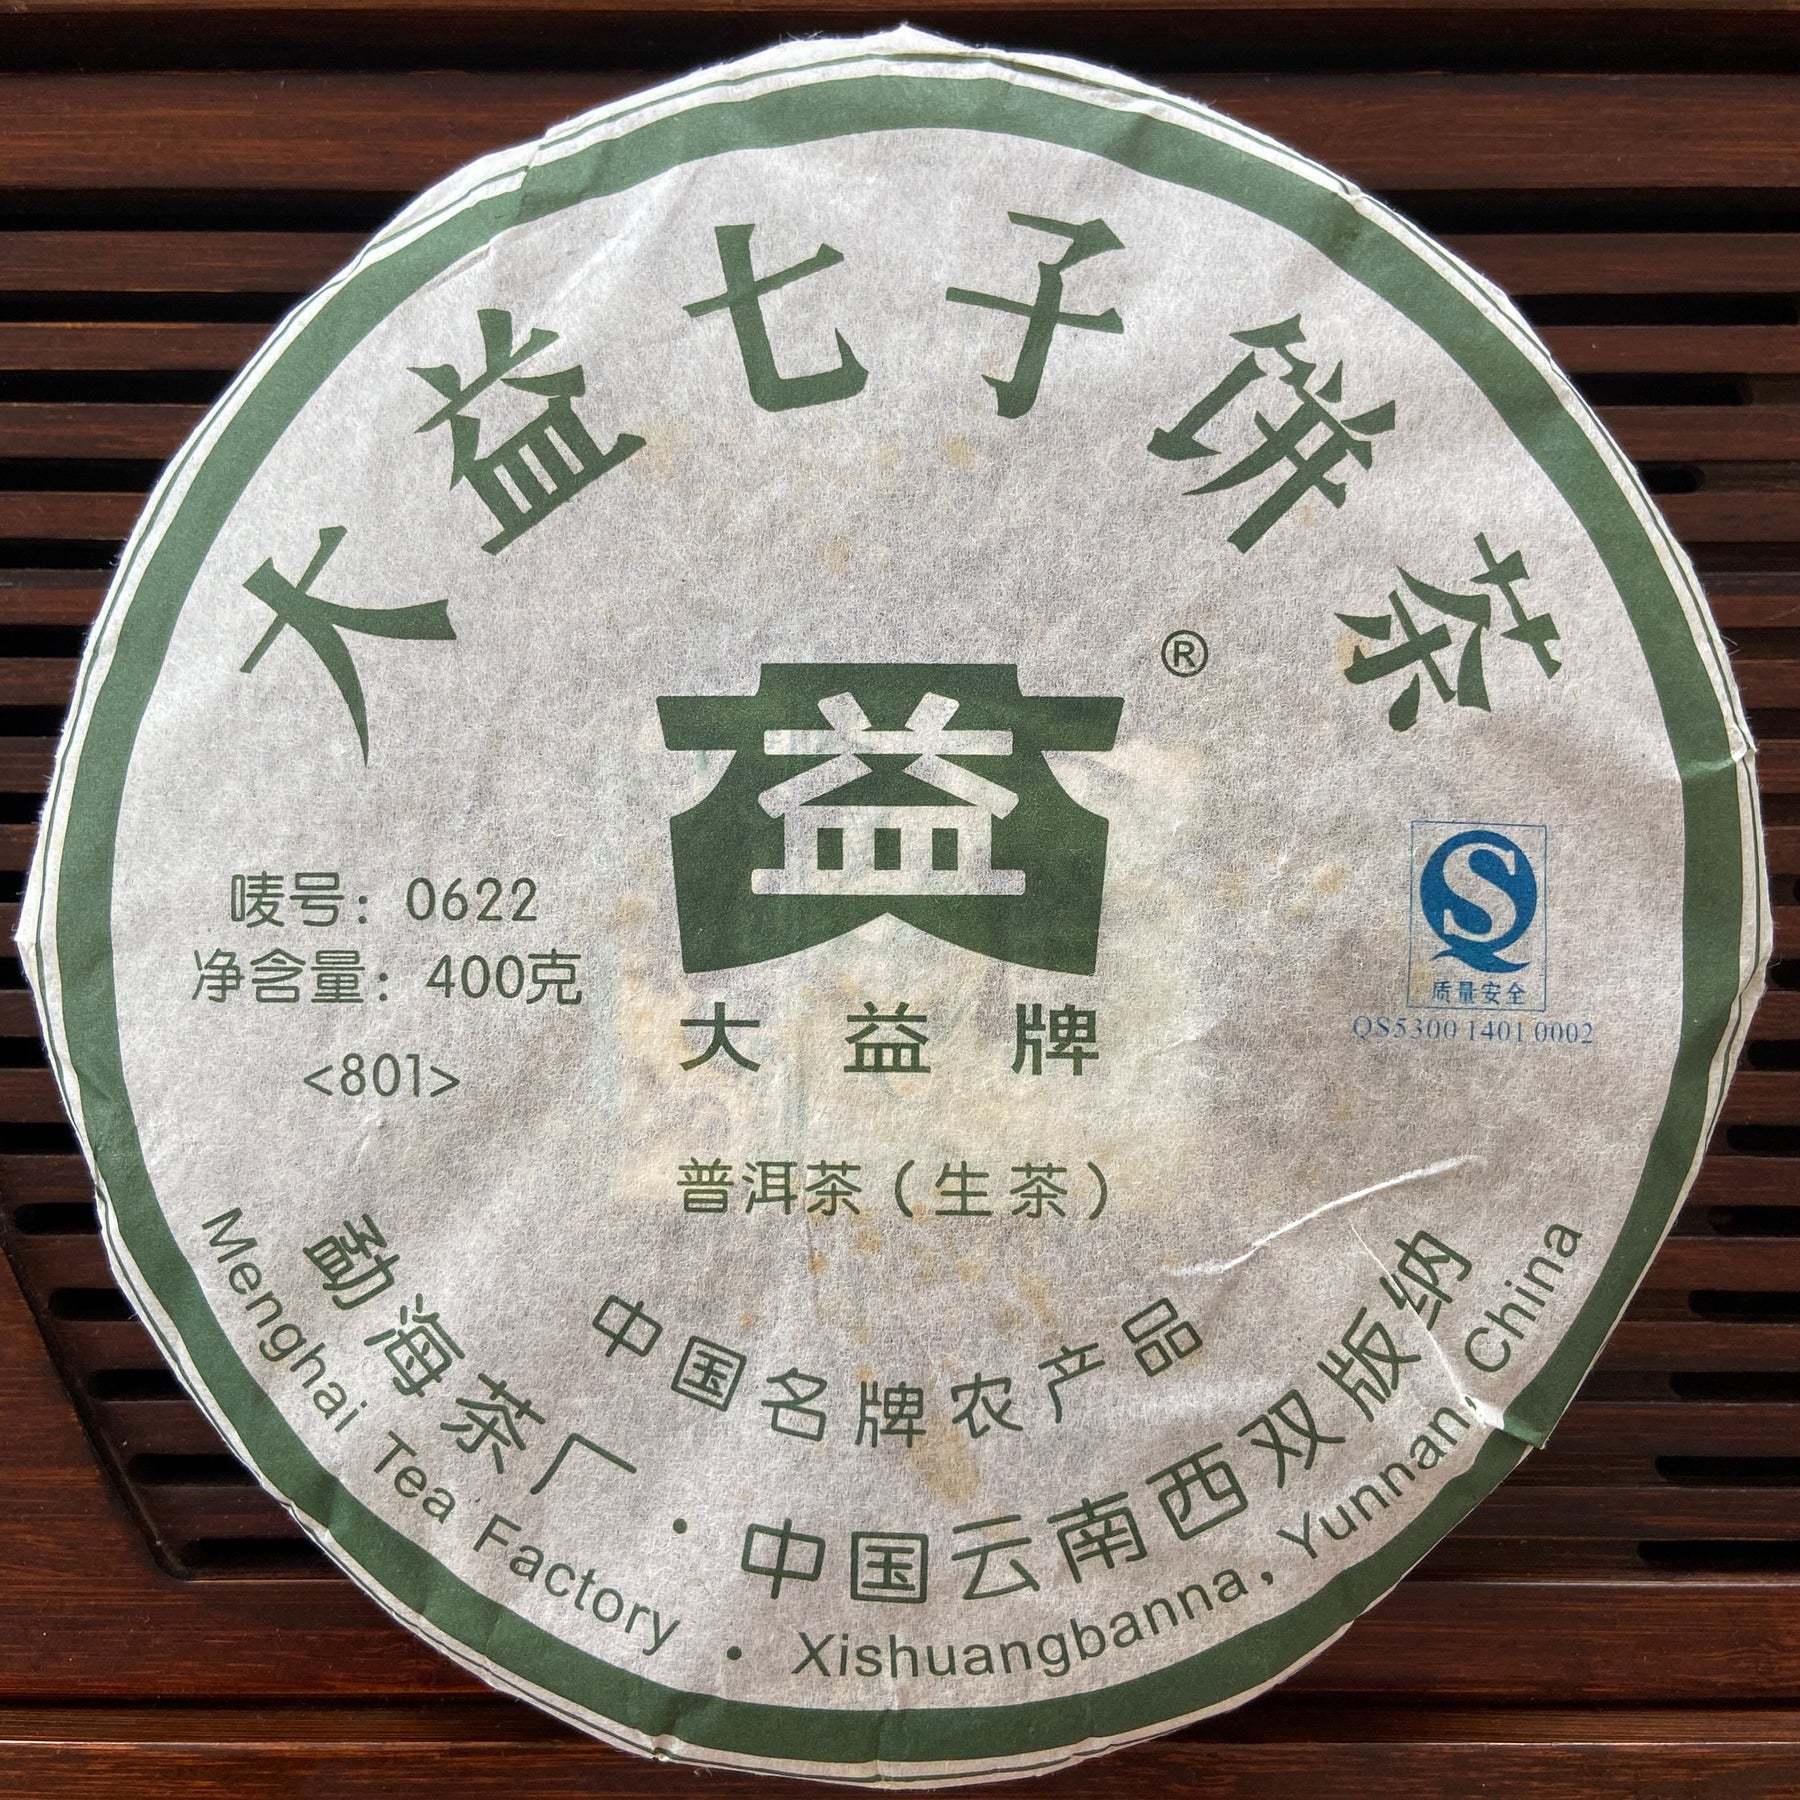 大益七子饼茶
®
益
大益牌
唛号：0622
净含量：400克
<801>
质量安全
QS5300 1401 0002
普洱茶（生茶）
中国名牌农产品
勐海茶厂・中国云南西双版纳
Menghai Tea Factory・Xishuangbanna, Yunnan, China